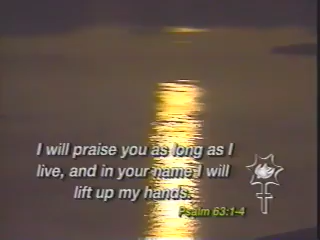 I will praise you as long as I
live, and in your name I will
lift up my hands.
Psalm 63:1-4